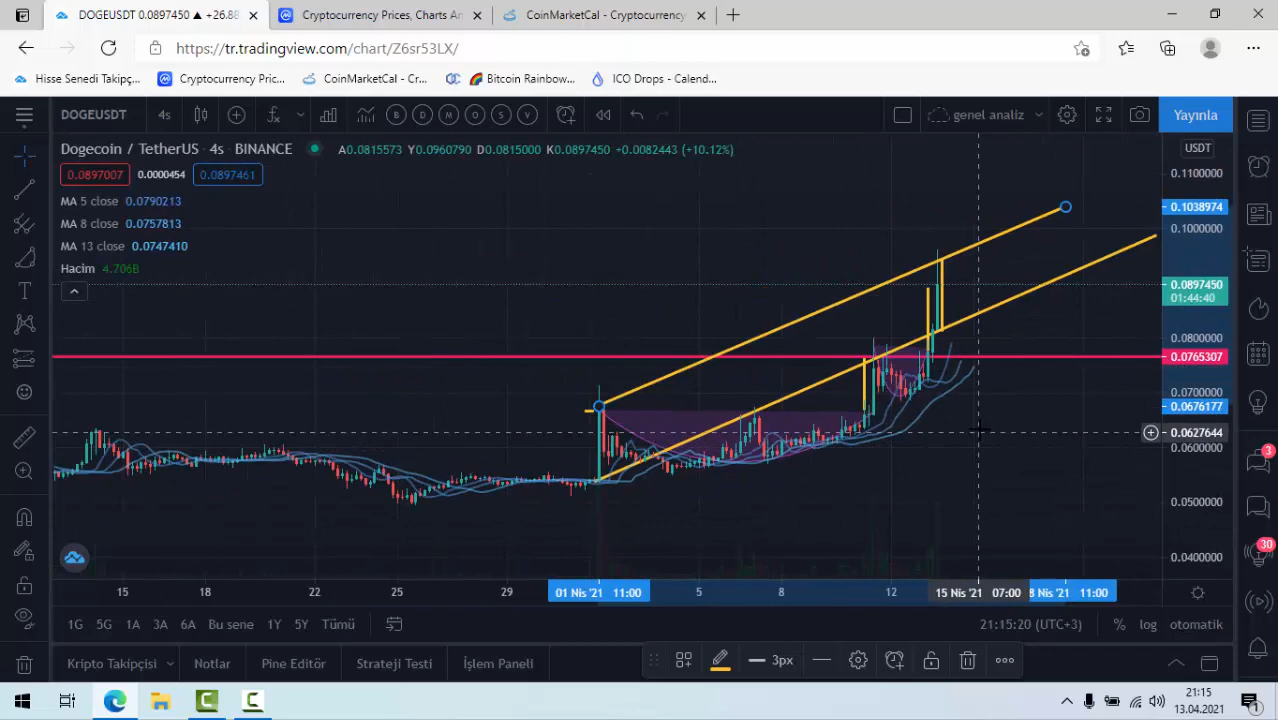 DOGEUSDT 0.0897450 ▲ +26.88
Cryptocurrency Prices, Charts An
CoinMarketCal - Cryptocurrency
https://tr.tradingview.com/chart/Z6sr53LX/
Hisse Senedi Takipç...
Cryptocurrency Pric...
CoinMarketCal - Cr...
Bitcoin Rainbow...
ICO Drops - Calend...
DOGEUSDT
4s
B
D
M
O
S
V
genel analiz
Yayınla
Dogecoin / TetherUS · 4s · BINANCE
A0.0815573 Y0.0960790 D0.0815000 K0.0897450 +0.0082443 (+10.12%)
USDT
0.0897007
0.0000454
0.0897461
0.1100000
MA 5 close 0.0790213
0.1038974
MA 8 close 0.0757813
0.1000000
MA 13 close 0.0747410
Hacim 4.706B
0.0897450
01:44:40
0.0800000
0.0765307
0.0700000
0.0676177
0.0627644
0.0600000
0.0500000
0.0400000
3
30
15
18
22
25
29
01 Nis '21 11:00
5
8
12
15 Nis '21 07:00
8 Nis '21 11:00
1G 5G 1A 3A 6A Bu sene 1Y 5Y Tümü
21:15:20 (UTC+3)
% log otomatik
Kripto Takipçisi
Notlar
Pine Editör
Strateji Testi
İşlem Paneli
3px
21:15
13.04.2021
1